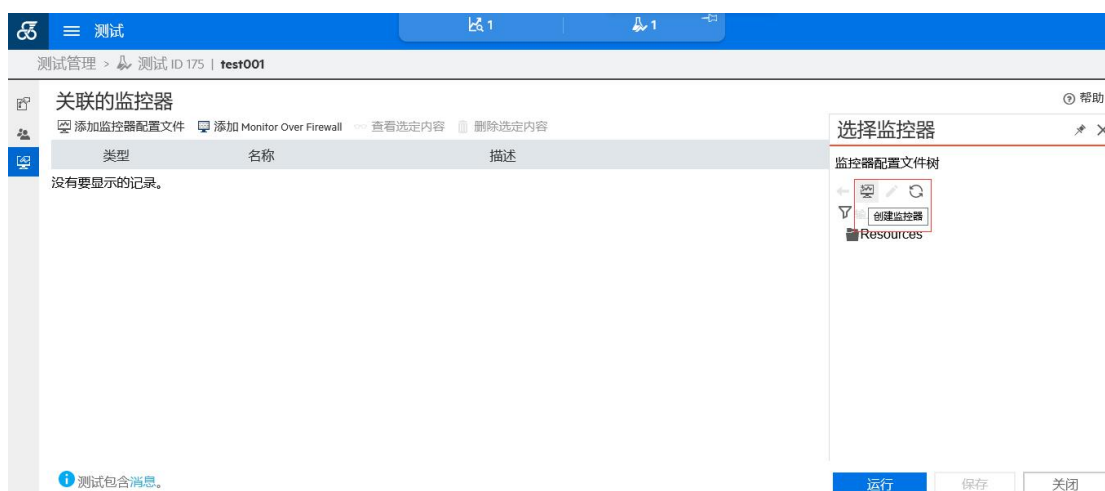 测试 1 1
测试管理 > 测试 ID 175 | test001
关联的监控器 帮助
添加监控器配置文件 添加 Monitor Over Firewall 查看选定内容 删除选定内容
选择监控器
类型 名称 描述
监控器配置文件树
没有要显示的记录。
创建监控器
Resources
测试包含消息。
运行 保存 关闭